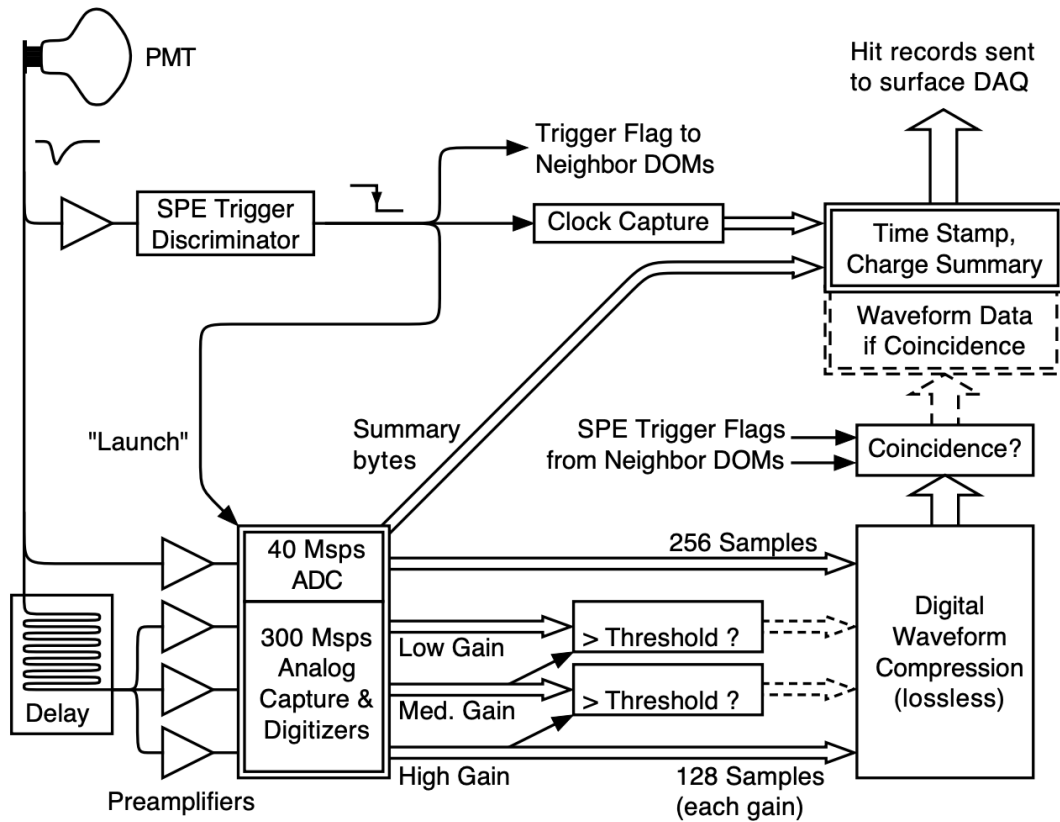 PMT
Hit records sent
to surface DAQ
Trigger Flag to
Neighbor DOMs
SPE Trigger
Discriminator
Clock Capture
Time Stamp,
Charge Summary
Waveform Data
if Coincidence
"Launch"
Summary
bytes
SPE Trigger Flags
from Neighbor DOMs
Coincidence?
40 Msps
ADC
256 Samples
300 Msps
Analog
Capture &
Digitizers
Low Gain
> Threshold ?
Med. Gain
> Threshold ?
High Gain
128 Samples
(each gain)
Digital
Waveform
Compression
(lossless)
Delay
Preamplifiers